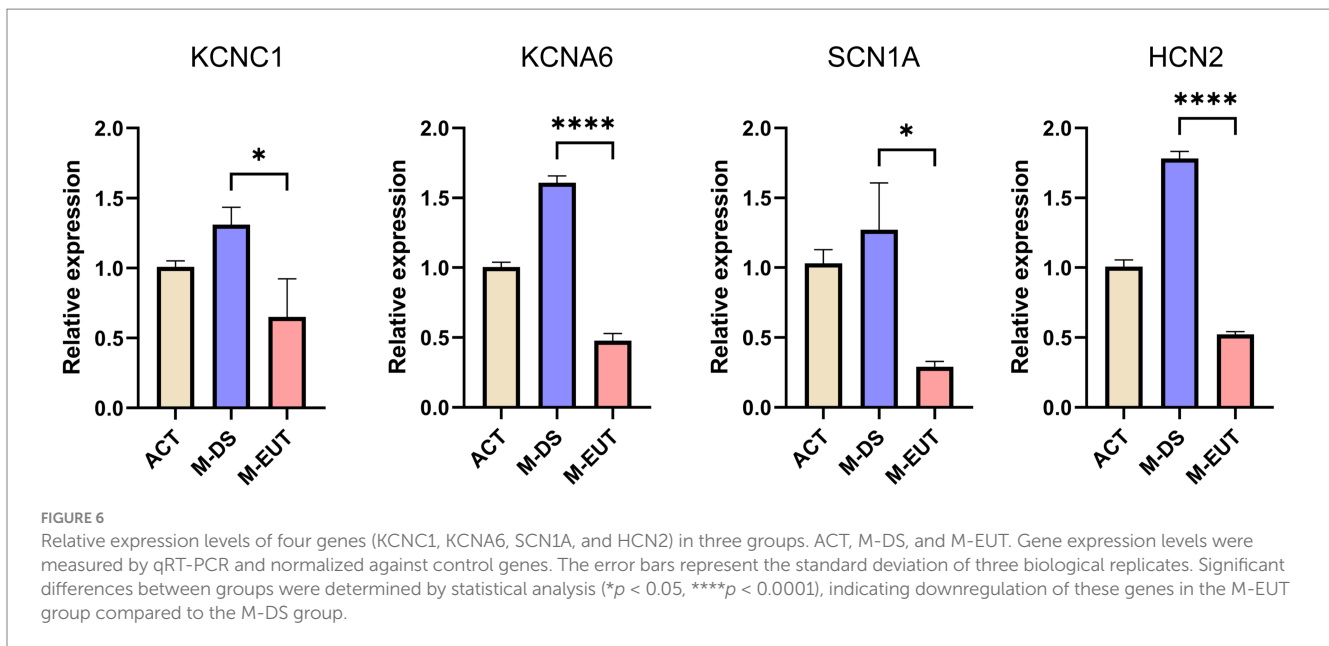 KCNC1
KCNA6
SCN1A
HCN2
*
****
*
****
Relative expression
2.0
1.5
1.0
0.5
0.0
ACT
M-DS
M-EUT
Relative expression
2.0
1.5
1.0
0.5
0.0
ACT
M-DS
M-EUT
Relative expression
2.0
1.5
1.0
0.5
0.0
ACT
M-DS
M-EUT
Relative expression
2.0
1.5
1.0
0.5
0.0
ACT
M-DS
M-EUT
FIGURE 6
Relative expression levels of four genes (KCNC1, KCNA6, SCN1A, and HCN2) in three groups. ACT, M-DS, and M-EUT. Gene expression levels were
measured by qRT-PCR and normalized against control genes. The error bars represent the standard deviation of three biological replicates. Significant
differences between groups were determined by statistical analysis (*p < 0.05, ****p < 0.0001), indicating downregulation of these genes in the M-EUT
group compared to the M-DS group.